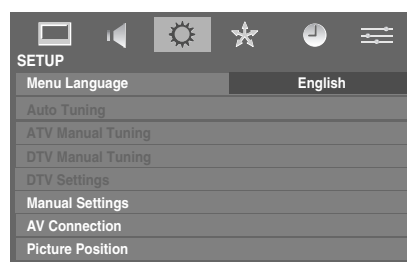 SETUP
Menu Language English
Auto Tuning
ATV Manual Tuning
DTV Manual Tuning
DTV Settings
Manual Settings
AV Connection
Picture Position